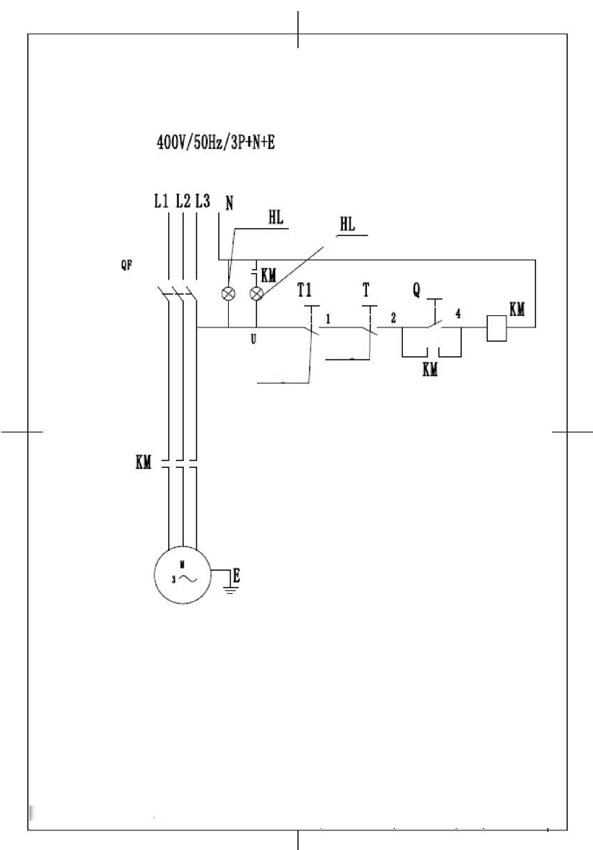 400V/50Hz/3P+N+E
L1 L2 L3 N
HL
HL
QF
KM
T1
T
Q
1
2
4
KM
U
KM
KM
M
3
E